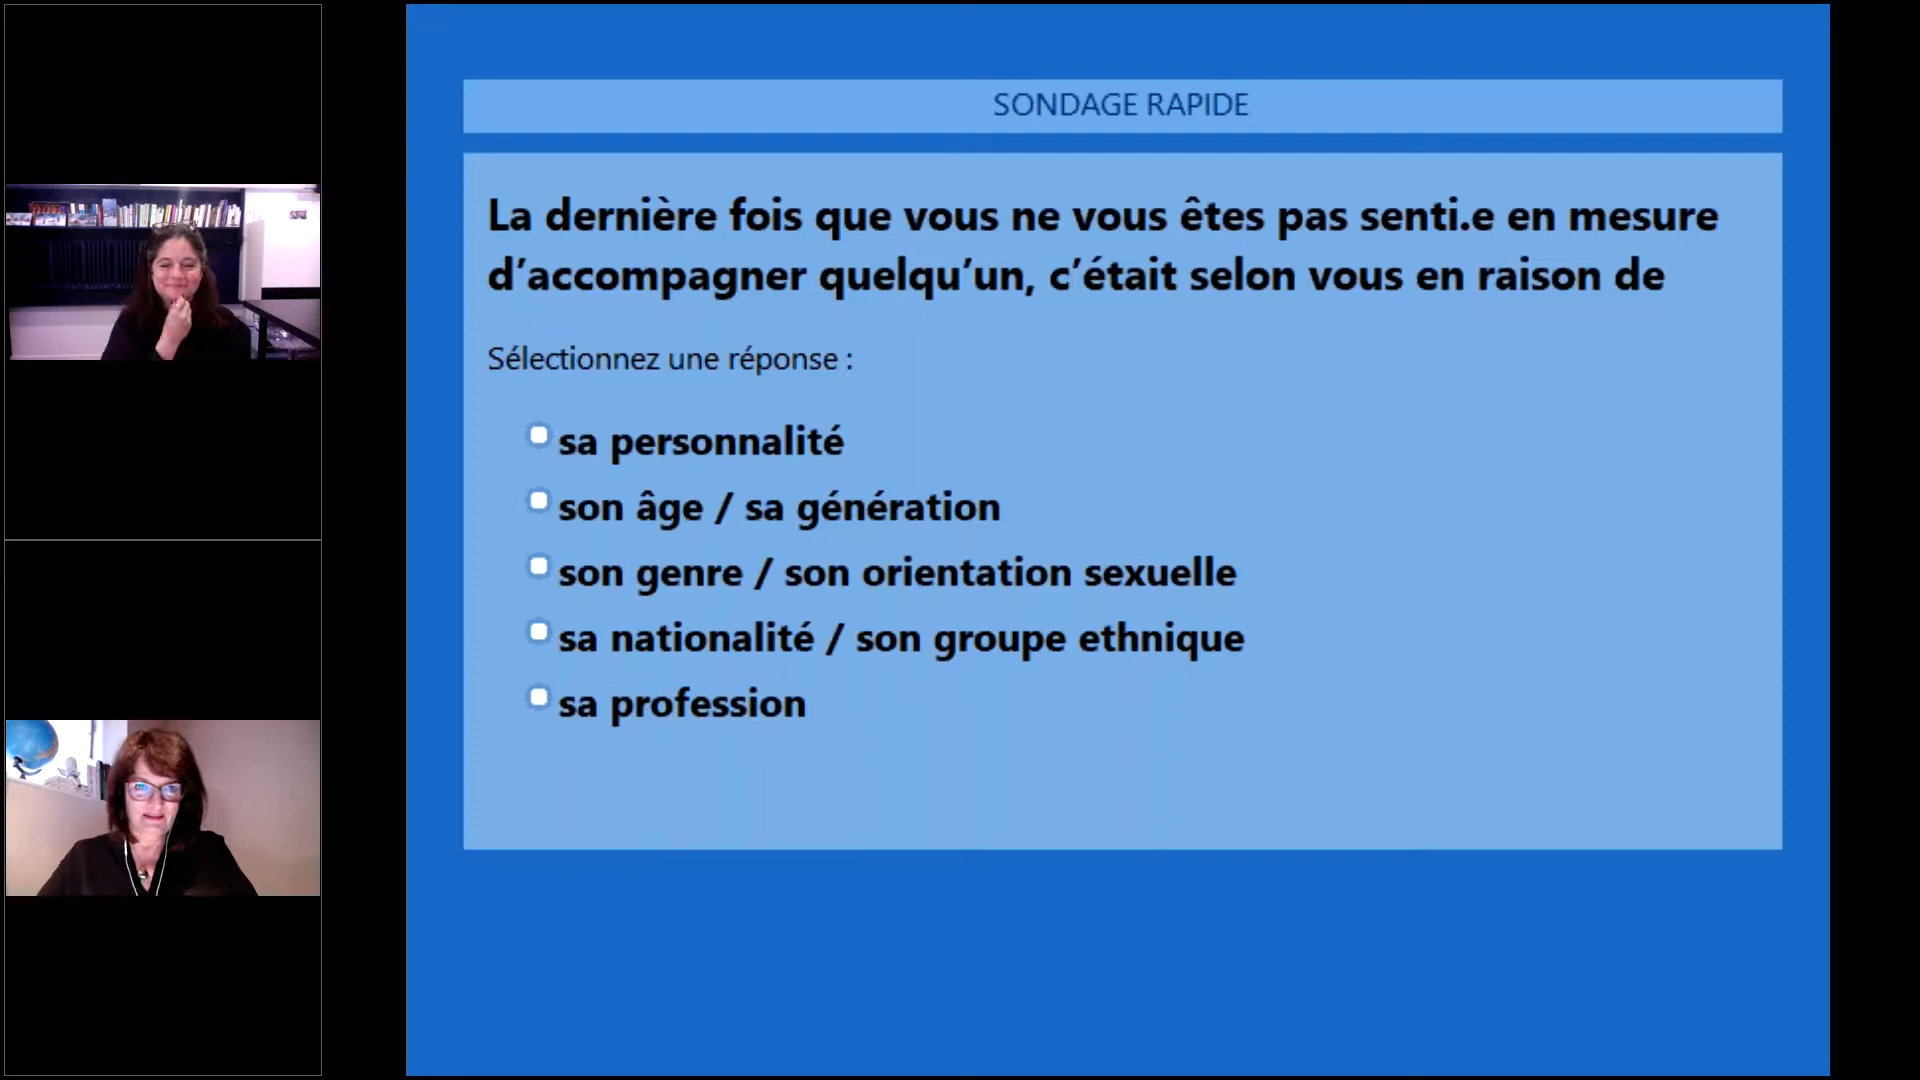 SONDAGE RAPIDE
La dernière fois que vous ne vous êtes pas senti.e en mesure
d’accompagner quelqu’un, c’était selon vous en raison de
Sélectionnez une réponse :
sa personnalité
son âge / sa génération
son genre / son orientation sexuelle
sa nationalité / son groupe ethnique
sa profession